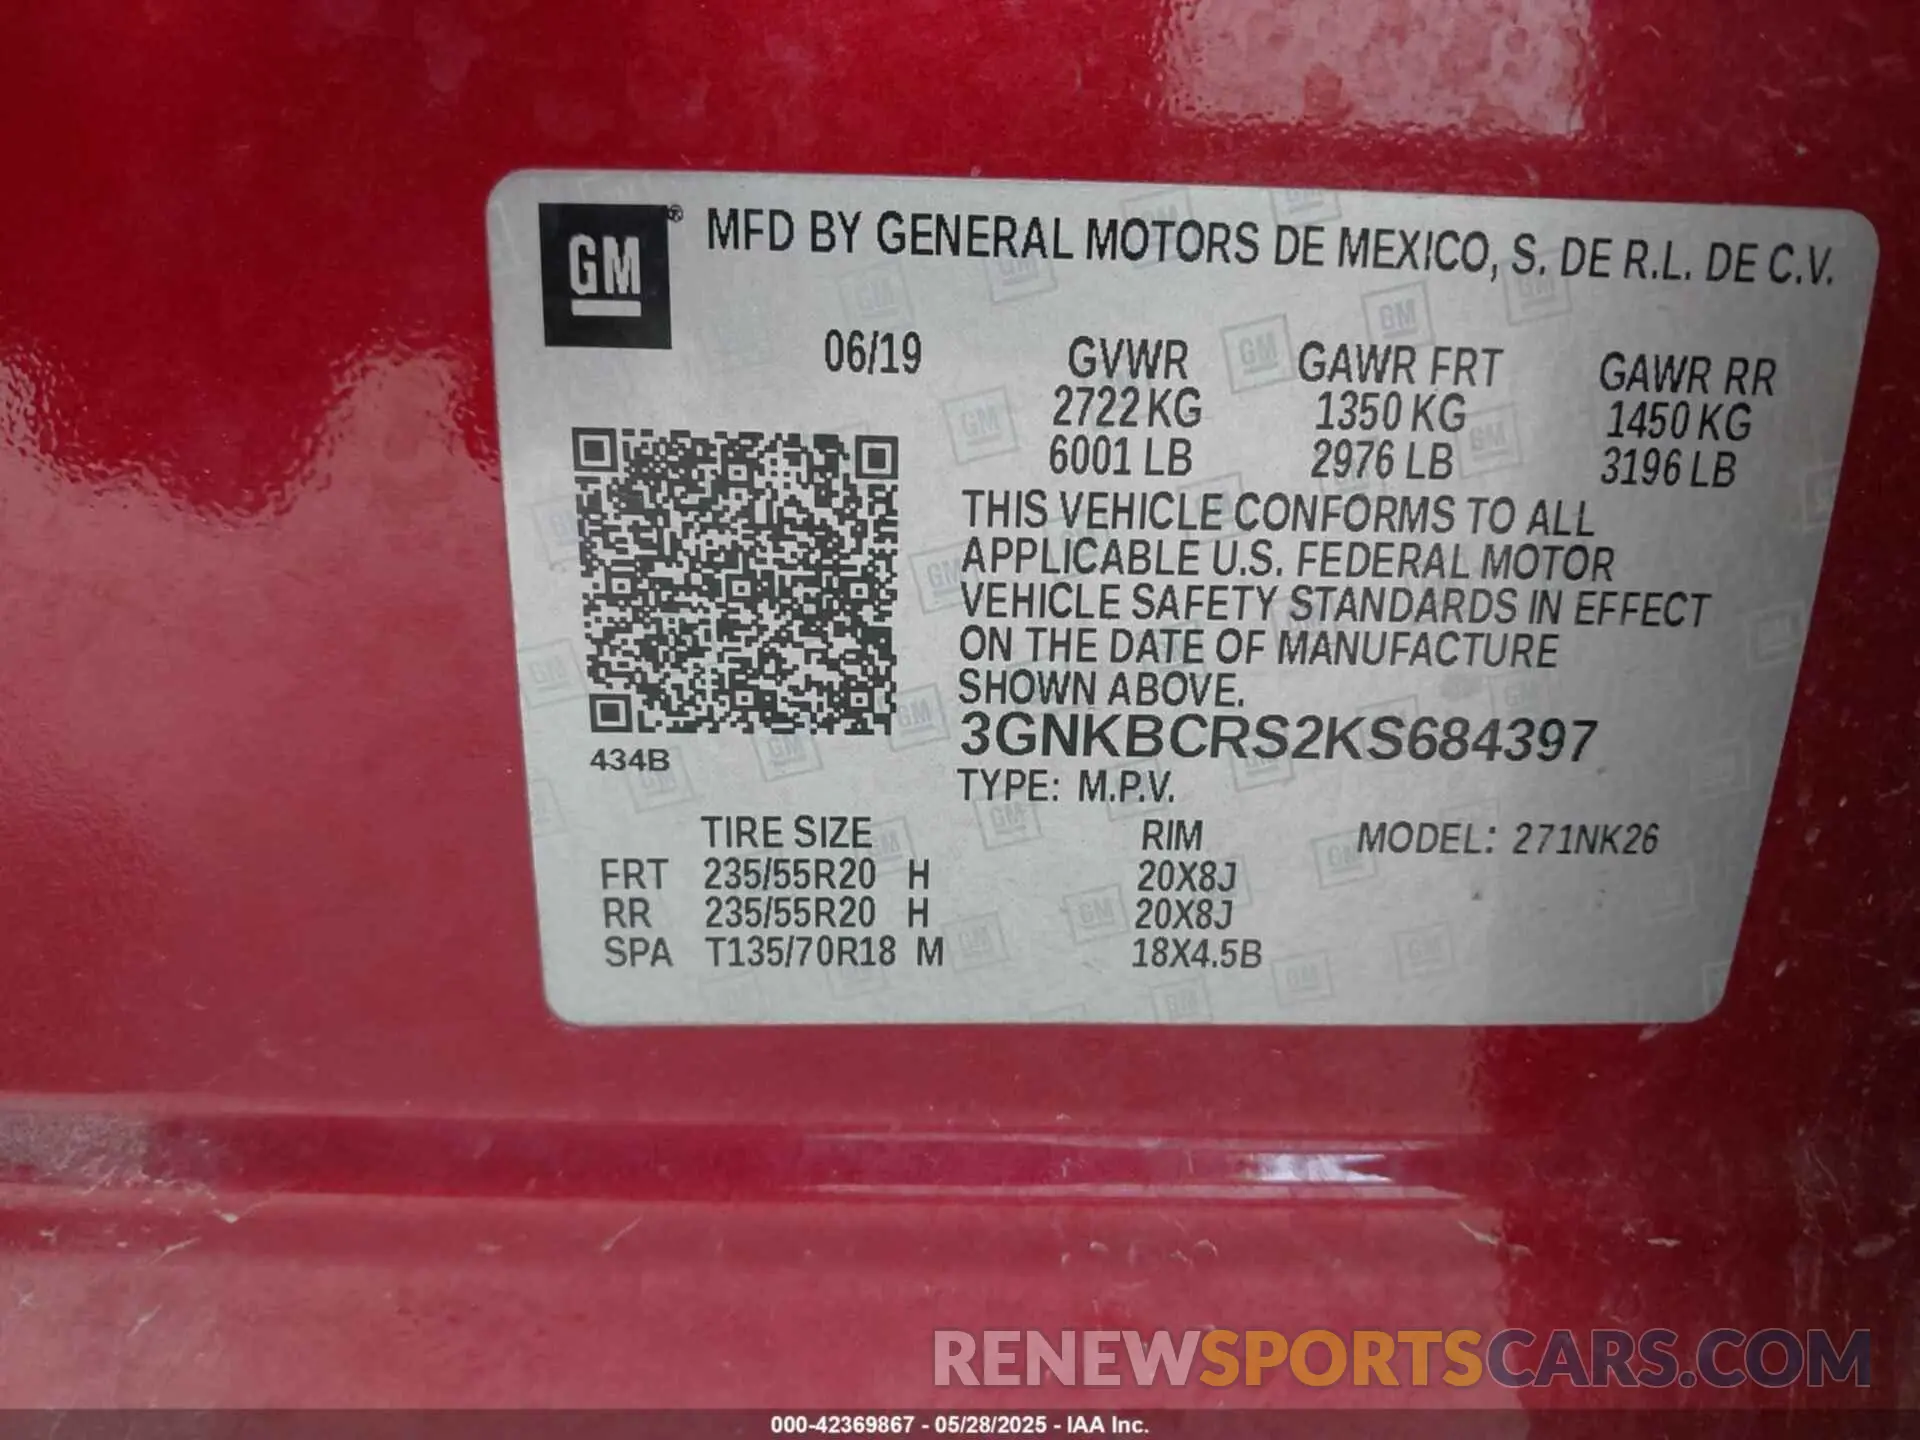 GM ® MFD BY GENERAL MOTORS DE MEXICO, S. DE R.L. DE C.V.
06/19 GVWR GAWR FRT GAWR RR
2722 KG 1350 KG 1450 KG
6001 LB 2976 LB 3196 LB
THIS VEHICLE CONFORMS TO ALL
APPLICABLE U.S. FEDERAL MOTOR
VEHICLE SAFETY STANDARDS IN EFFECT
ON THE DATE OF MANUFACTURE
SHOWN ABOVE.
3GNKBCRS2KS684397
434B
TYPE: M.P.V.
TIRE SIZE RIM MODEL: 271NK26
FRT 235/55R20 H 20X8J
RR 235/55R20 H 20X8J
SPA T135/70R18 M 18X4.5B
RENEWSPORTSCARS.COM
000-42369867 - 05/28/2025 - IAA Inc.